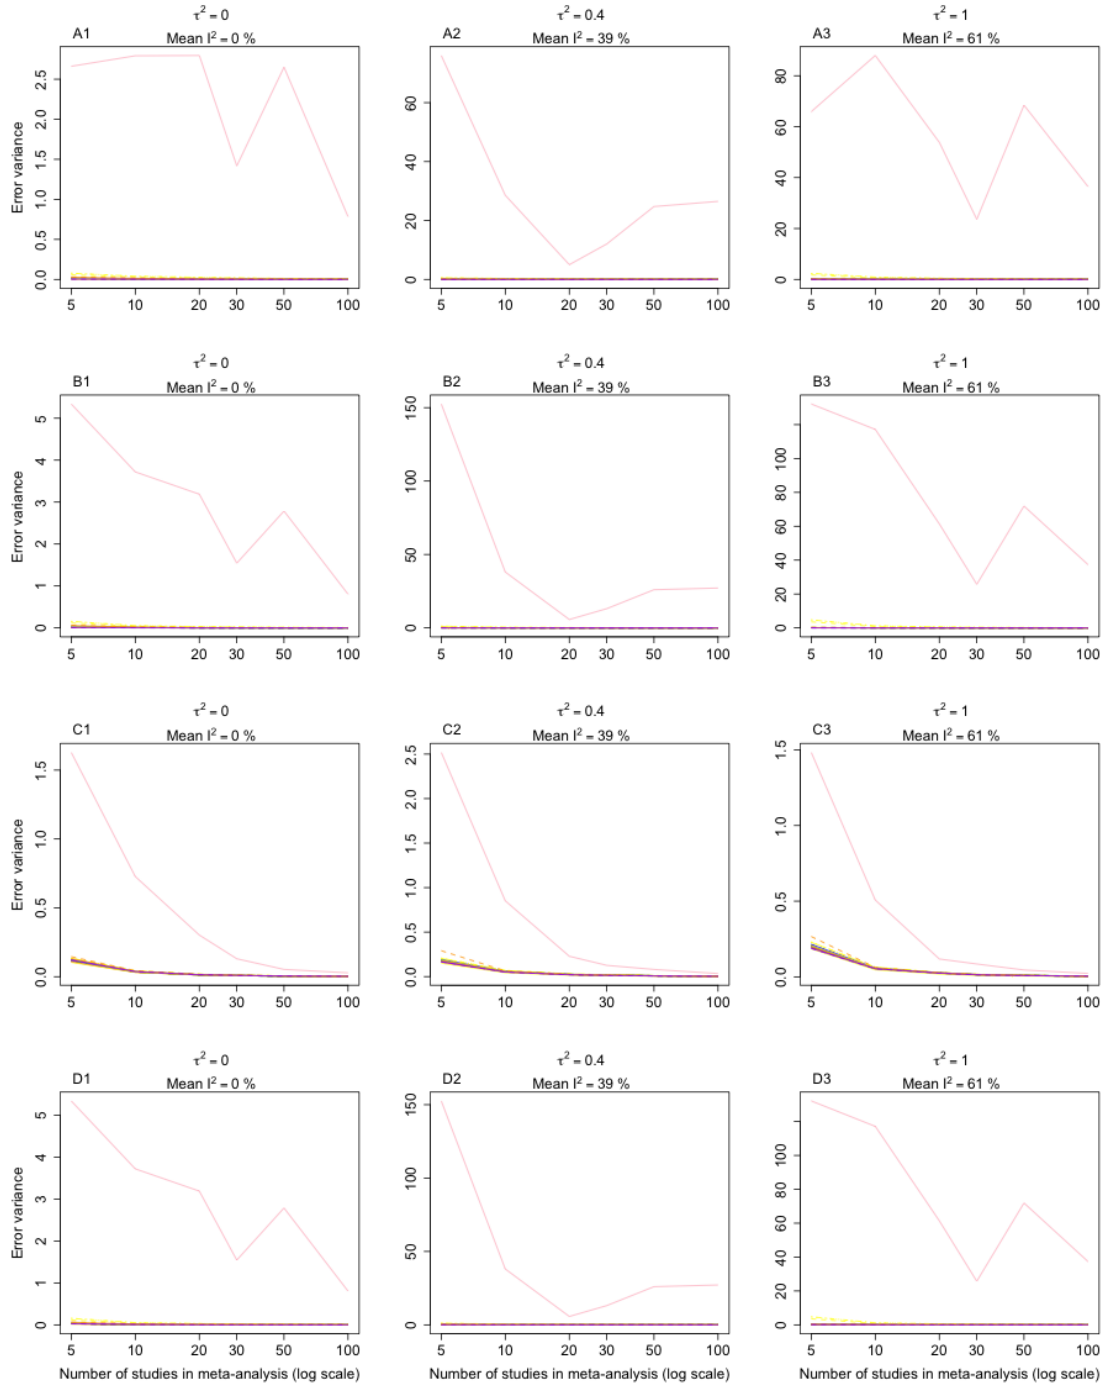 τ² = 0
τ² = 0.4
τ² = 1
A1
Mean I² = 0 %
A2
Mean I² = 39 %
A3
Mean I² = 61 %
Error variance
0.0 0.5 1.0 1.5 2.0 2.5
0 20 40 60
0 20 40 60 80
5 10 20 30 50 100
5 10 20 30 50 100
5 10 20 30 50 100
τ² = 0
τ² = 0.4
τ² = 1
B1
Mean I² = 0 %
B2
Mean I² = 39 %
B3
Mean I² = 61 %
Error variance
0 1 2 3 4 5
0 50 100 150
0 20 40 60 80 100
5 10 20 30 50 100
5 10 20 30 50 100
5 10 20 30 50 100
τ² = 0
τ² = 0.4
τ² = 1
C1
Mean I² = 0 %
C2
Mean I² = 39 %
C3
Mean I² = 61 %
Error variance
0.0 0.5 1.0 1.5
0.0 0.5 1.0 1.5 2.0 2.5
0.0 0.5 1.0 1.5
5 10 20 30 50 100
5 10 20 30 50 100
5 10 20 30 50 100
τ² = 0
τ² = 0.4
τ² = 1
D1
Mean I² = 0 %
D2
Mean I² = 39 %
D3
Mean I² = 61 %
Error variance
0 1 2 3 4 5
0 50 100 150
0 20 40 60 80 100
5 10 20 30 50 100
5 10 20 30 50 100
5 10 20 30 50 100
Number of studies in meta-analysis (log scale)
Number of studies in meta-analysis (log scale)
Number of studies in meta-analysis (log scale)